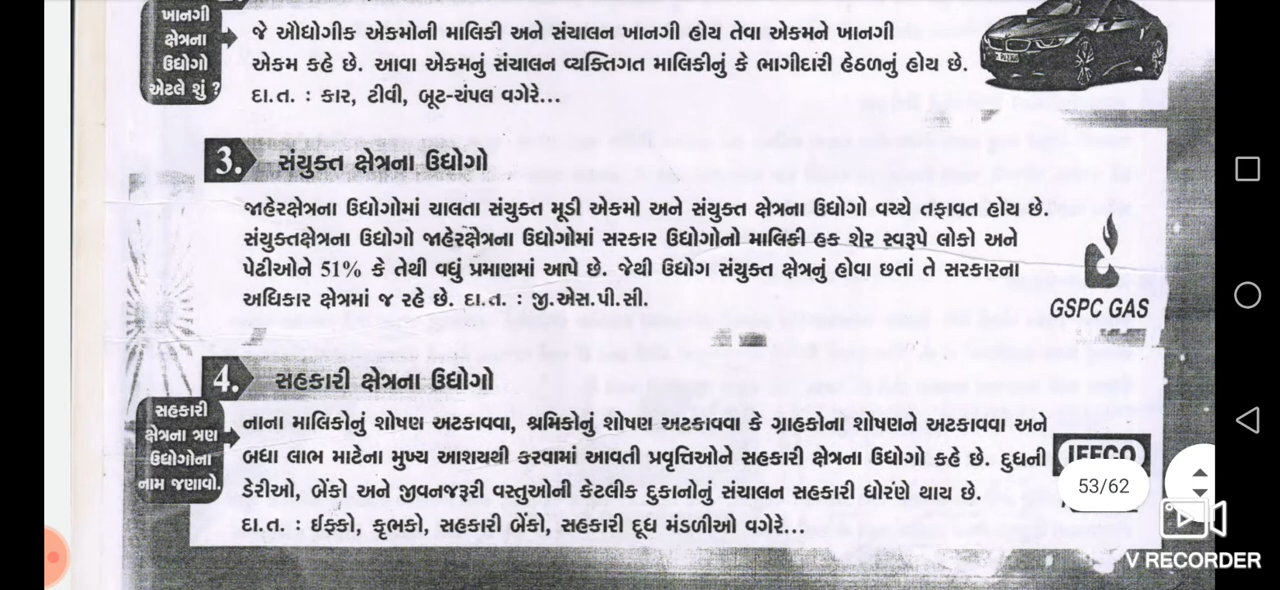 ખાનગી
ક્ષેત્રના
ઉદ્યોગો
એટલે શું ?
જે ઔદ્યોગીક એકમોની માલિકી અને સંચાલન ખાનગી હોય તેવા એકમને ખાનગી
એકમ કહે છે. આવા એકમનું સંચાલન વ્યક્તિગત માલિકીનું કે ભાગીદારી હેઠળનું હોય છે.
દા.ત. : કાર, ટીવી, બૂટ-ચંપલ વગેરે...
3. સંયુક્ત ક્ષેત્રના ઉદ્યોગો
જાહેરક્ષેત્રના ઉદ્યોગોમાં ચાલતા સંયુક્ત મૂડી એકમો અને સંયુક્ત ક્ષેત્રના ઉદ્યોગો વચ્ચે તફાવત હોય છે.
સંયુક્તક્ષેત્રના ઉદ્યોગો જાહેરક્ષેત્રના ઉદ્યોગોમાં સરકાર ઉદ્યોગોનો માલિકી હક શેર સ્વરૂપે લોકો અને
પેઢીઓને 51% કે તેથી વધું પ્રમાણમાં આપે છે. જેથી ઉદ્યોગ સંયુક્ત ક્ષેત્રનું હોવા છતાં તે સરકારના
અધિકાર ક્ષેત્રમાં જ રહે છે. દા.ત. : જી.એસ.પી.સી.
GSPC GAS
4. સહકારી ક્ષેત્રના ઉદ્યોગો
સહકારી
ક્ષેત્રના ત્રણ
ઉદ્યોગોના
નામ જણાવો.
નાના માલિકોનું શોષણ અટકાવવા, શ્રમિકોનું શોષણ અટકાવવા કે ગ્રાહકોના શોષણને અટકાવવા અને
બધા લાભ માટેના મુખ્ય આશયથી કરવામાં આવતી પ્રવૃત્તિઓને સહકારી ક્ષેત્રના ઉદ્યોગો કહે છે. દુધની
ડેરીઓ, બેંકો અને જીવનજરૂરી વસ્તુઓની કેટલીક દુકાનોનું સંચાલન સહકારી ધોરણે થાય છે.
દા.ત. : ઈફ્કો, કૃભકો, સહકારી બેંકો, સહકારી દૂધ મંડળીઓ વગેરે...
IFFCO
53/62
V RECORDER